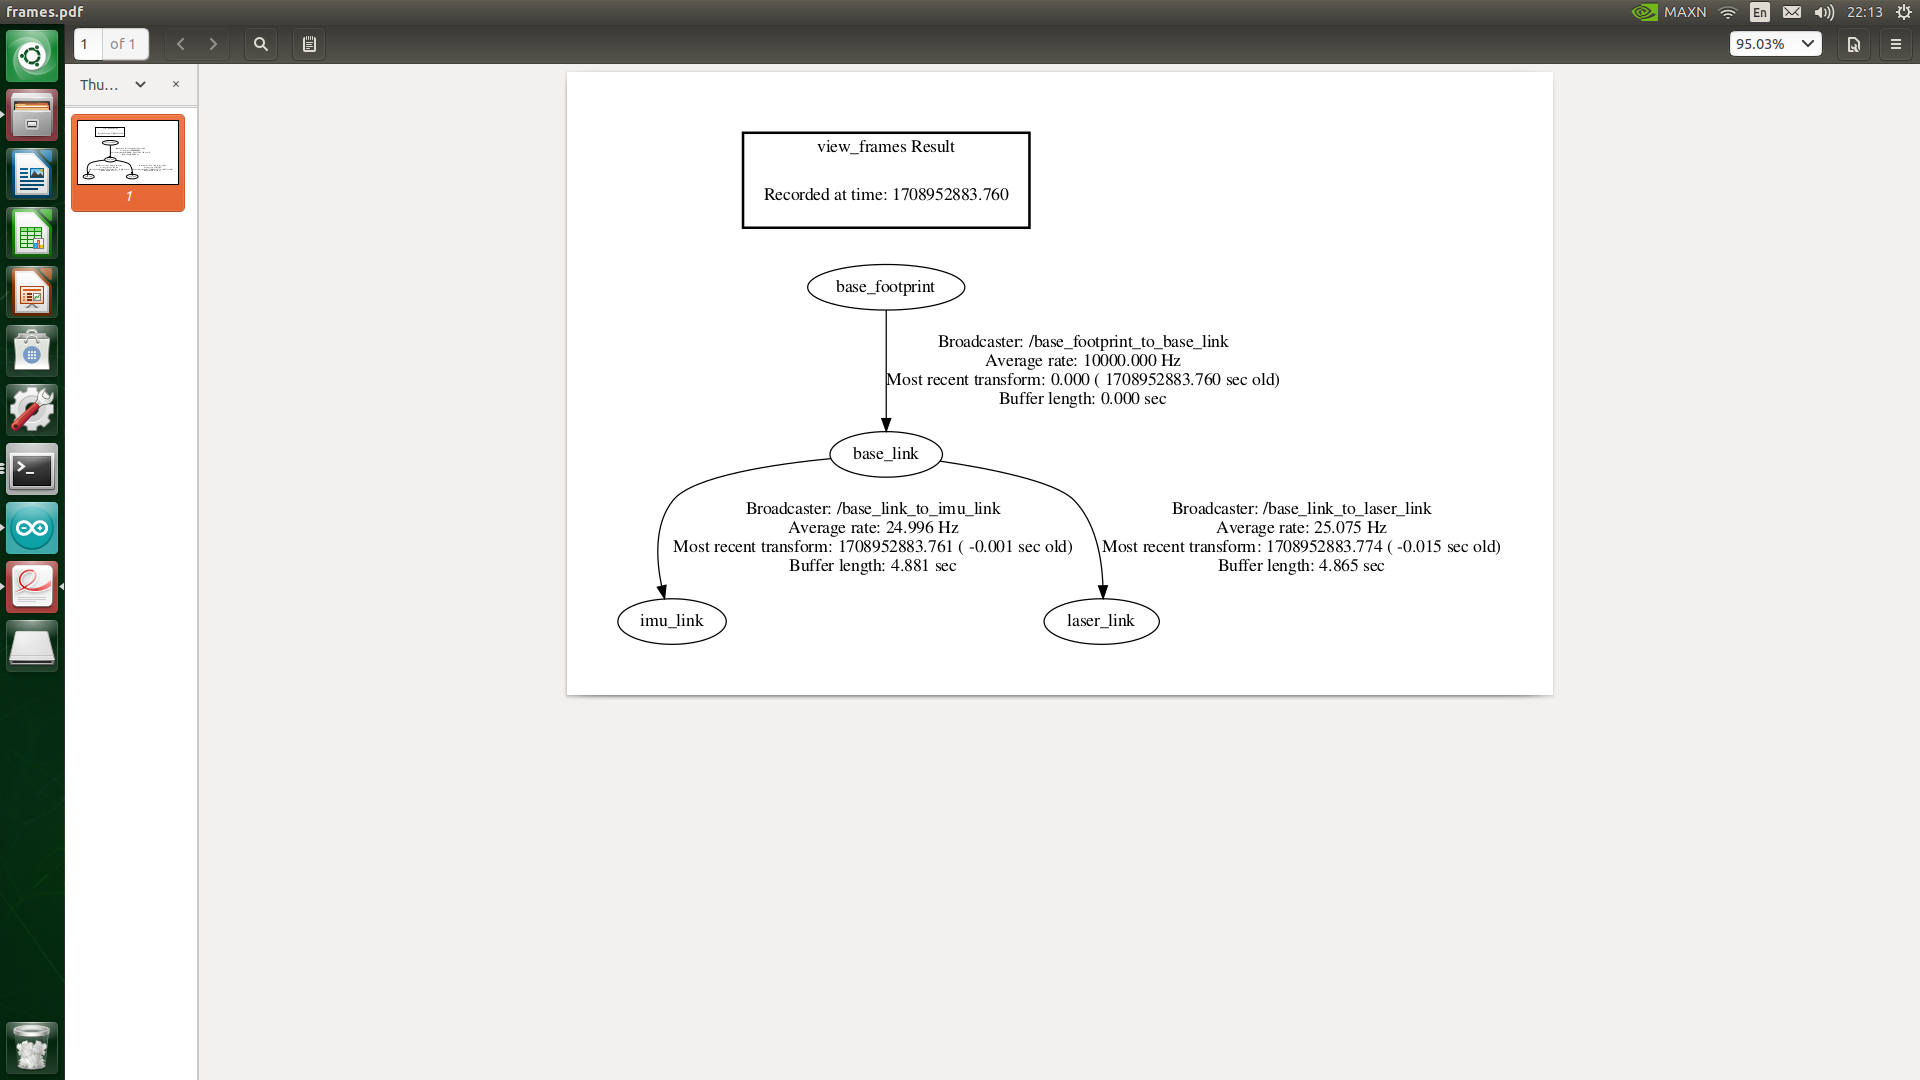 frames.pdf
MAXN
En
22:13
1 of 1
95.03%
Thu...
1
view_frames Result
Recorded at time: 1708952883.760
base_footprint
Broadcaster: /base_footprint_to_base_link
Average rate: 10000.000 Hz
Most recent transform: 0.000 ( 1708952883.760 sec old)
Buffer length: 0.000 sec
base_link
Broadcaster: /base_link_to_imu_link
Average rate: 24.996 Hz
Most recent transform: 1708952883.761 ( -0.001 sec old)
Buffer length: 4.881 sec
Broadcaster: /base_link_to_laser_link
Average rate: 25.075 Hz
Most recent transform: 1708952883.774 ( -0.015 sec old)
Buffer length: 4.865 sec
imu_link
laser_link